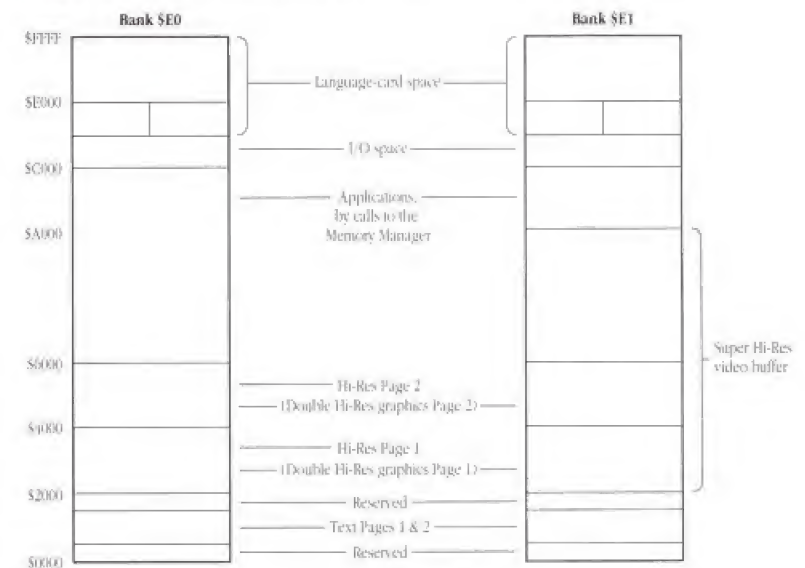 Bank $E0
Bank $E1
$FFFF
Language-card space
$E000
I/O space
$C000
Applications,
by calls to the
Memory Manager
$A000
Super Hi-Res
video buffer
$6000
Hi-Res Page 2
(Double Hi-Res graphics Page 2)
$4000
Hi-Res Page 1
(Double Hi-Res graphics Page 1)
$2000
Reserved
Text Pages 1 & 2
Reserved
$0000